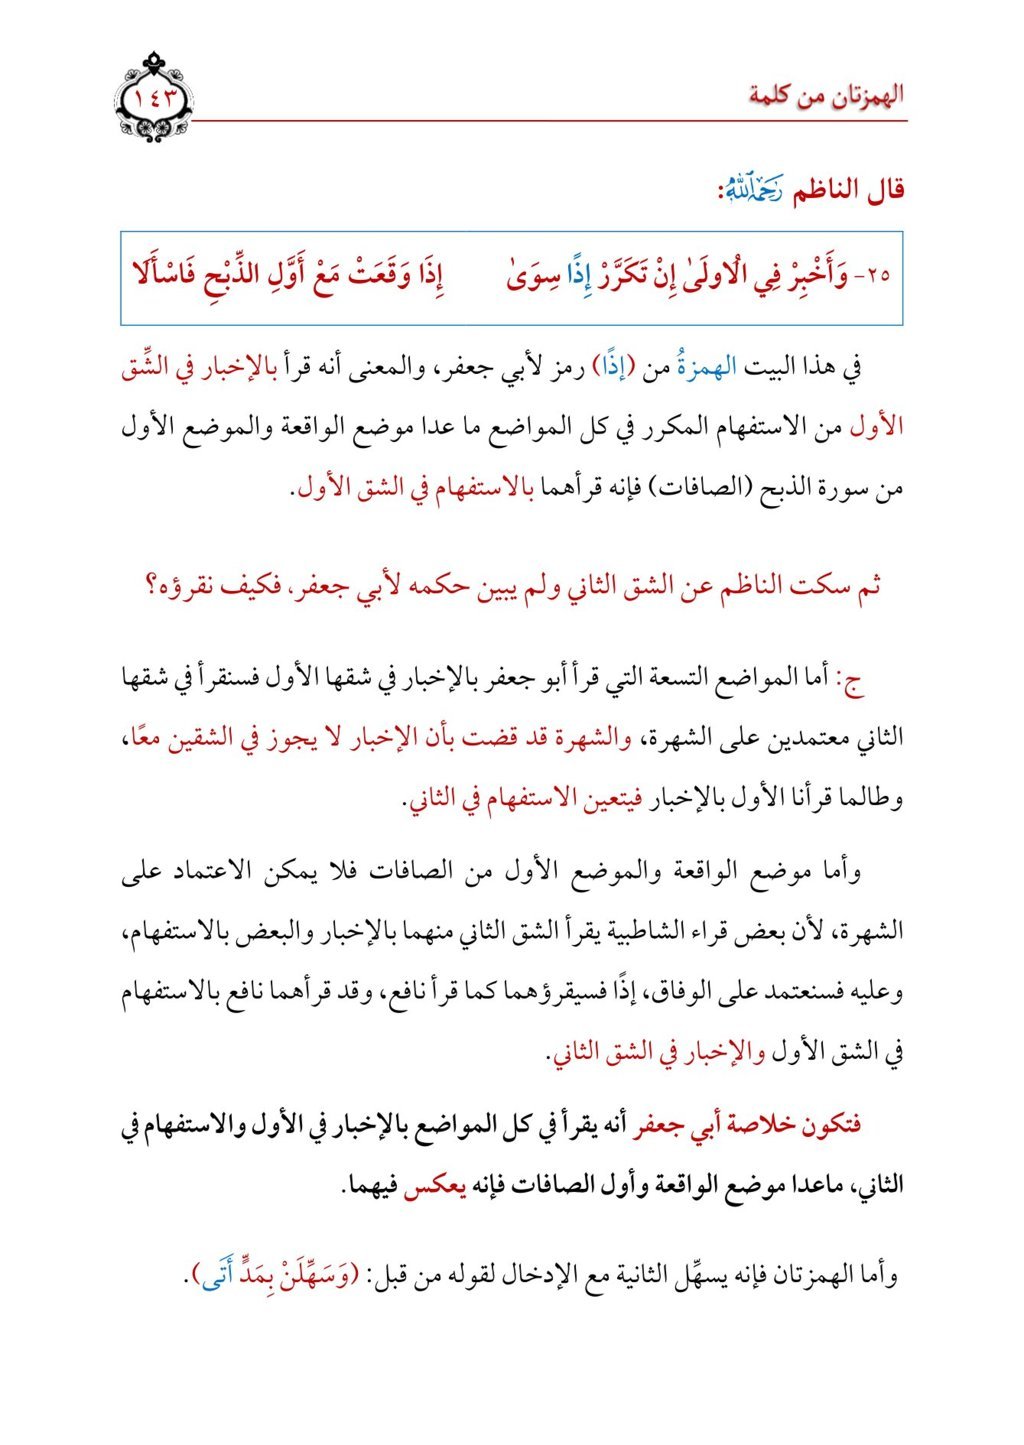 الهمزتان من كلمة
١٤٣
قال الناظم رَحِمَهُ ٱللَّهُ:
٢٥- وَأَخْبِرْ فِي الُاولَىٰ إِنْ تَكَرَّرْ إِذًا سِوَىٰ إِذَا وَقَعَتْ مَعْ أَوَّلِ الذِّبْحِ فَاسْأَلَا
في هذا البيت الهمزةُ من (إذًا) رمز لأبي جعفر، والمعنى أنه قرأ بالإخبار في الشِّق
الأول من الاستفهام المكرر في كل المواضع ما عدا موضع الواقعة والموضع الأول
من سورة الذبح (الصافات) فإنه قرأهما بالاستفهام في الشق الأول.
ثم سكت الناظم عن الشق الثاني ولم يبين حكمه لأبي جعفر، فكيف نقرؤه؟
ج: أما المواضع التسعة التي قرأ أبو جعفر بالإخبار في شقها الأول فسنقرأ في شقها
الثاني معتمدين على الشهرة، والشهرة قد قضت بأن الإخبار لا يجوز في الشقين معًا،
وطالما قرأنا الأول بالإخبار فيتعين الاستفهام في الثاني.
وأما موضع الواقعة والموضع الأول من الصافات فلا يمكن الاعتماد على
الشهرة، لأن بعض قراء الشاطبية يقرأ الشق الثاني منهما بالإخبار والبعض بالاستفهام،
وعليه فسنعتمد على الوفاق، إذًا فسيقرؤهما كما قرأ نافع، وقد قرأهما نافع بالاستفهام
في الشق الأول والإخبار في الشق الثاني.
فتكون خلاصة أبي جعفر أنه يقرأ في كل المواضع بالإخبار في الأول والاستفهام في
الثاني، ماعدا موضع الواقعة وأول الصافات فإنه يعكس فيهما.
وأما الهمزتان فإنه يسهِّل الثانية مع الإدخال لقوله من قبل: (وَسَهِّلَنْ بِمَدٍّ أَتَى).